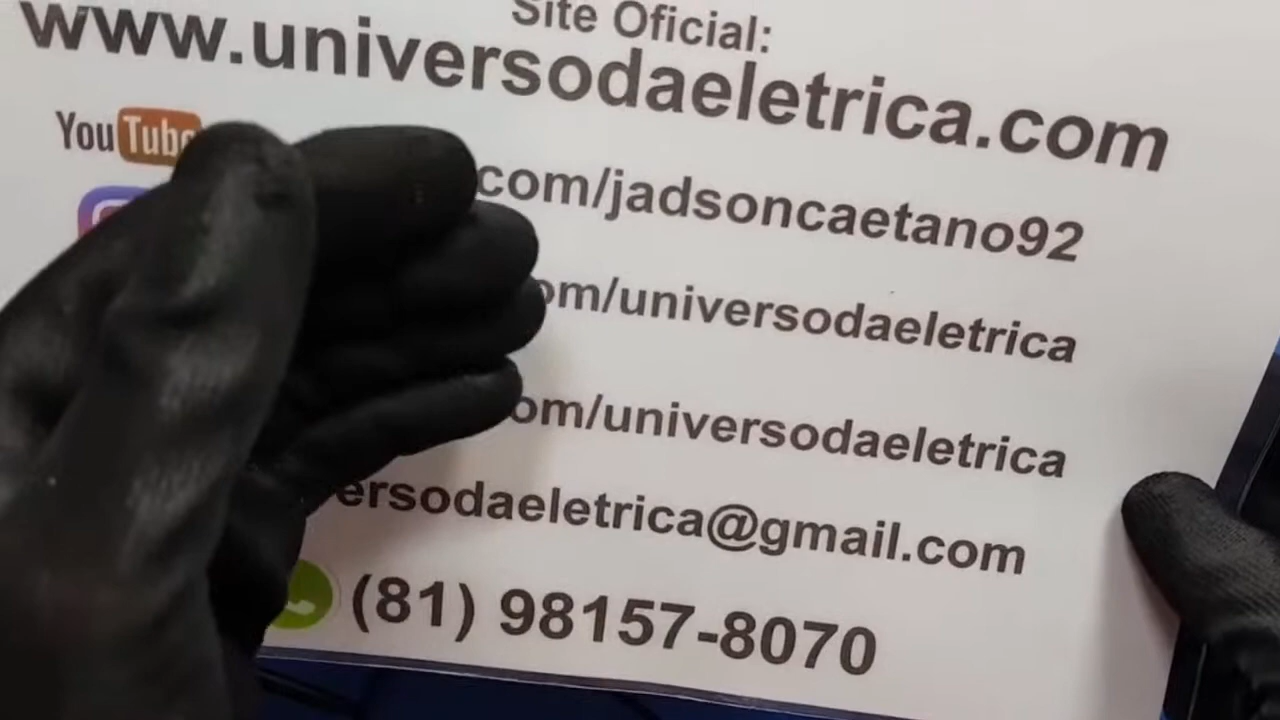 Site Oficial:
www.universodaeletrica.com
YouTube
com/jadsoncaetano92
om/universodaeletrica
om/universodaeletrica
ersodaeletrica@gmail.com
(81) 98157-8070